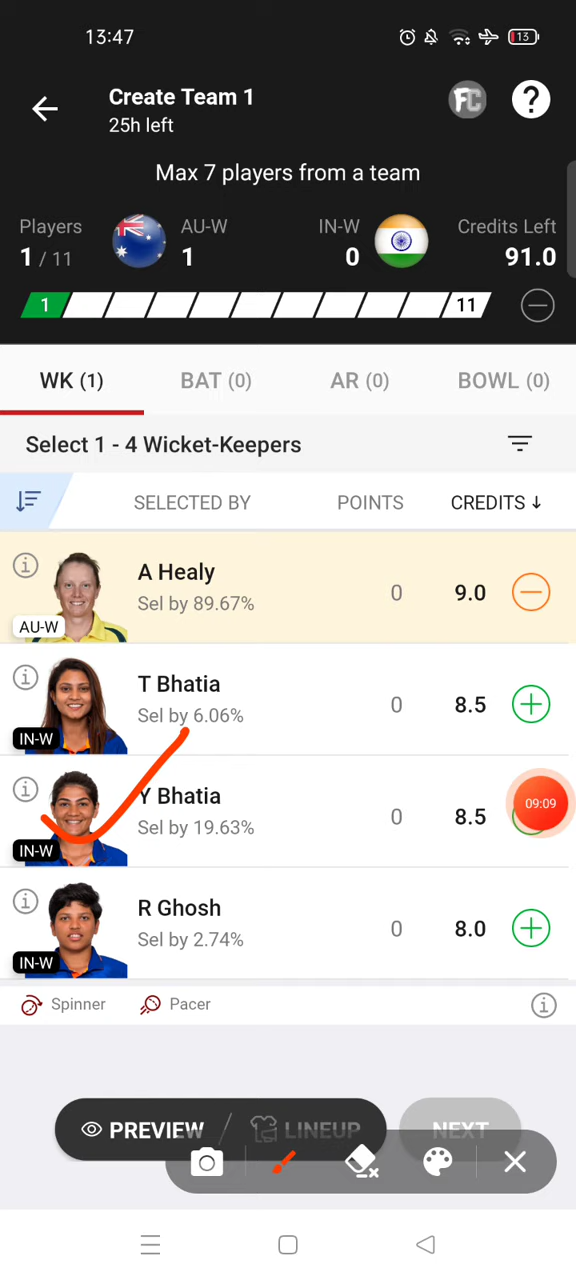 13:47
13
Create Team 1
25h left
FC
?
Max 7 players from a team
Players
1 / 11
AU-W
1
IN-W
0
Credits Left
91.0
1
11
WK (1)
BAT (0)
AR (0)
BOWL (0)
Select 1 - 4 Wicket-Keepers
SELECTED BY
POINTS
CREDITS ↓
A Healy
Sel by 89.67%
0
9.0
AU-W
T Bhatia
Sel by 6.06%
0
8.5
IN-W
Y Bhatia
Sel by 19.63%
0
8.5
09:09
IN-W
R Ghosh
Sel by 2.74%
0
8.0
IN-W
Spinner
Pacer
PREVIEW
LINEUP
NEXT